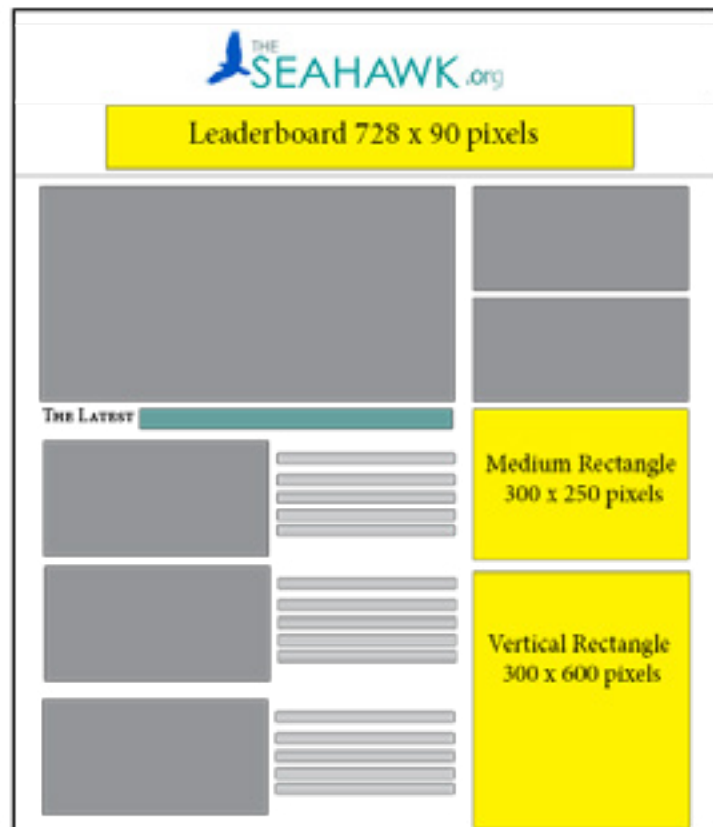 THE
SEAHAWK.org
Leaderboard 728 x 90 pixels
THE LATEST
Medium Rectangle
300 x 250 pixels
Vertical Rectangle
300 x 600 pixels